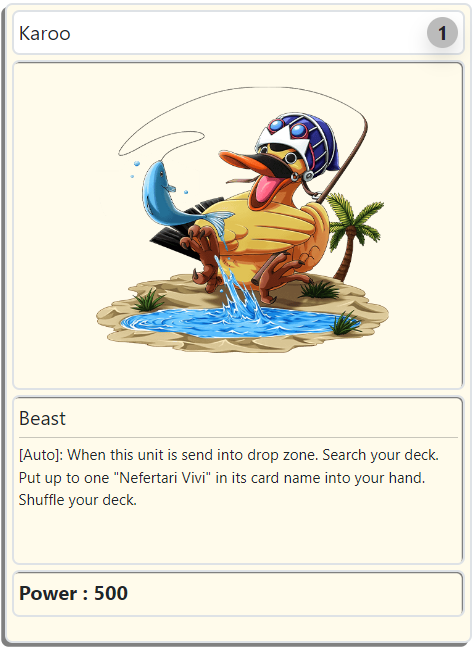 Karoo
1
Beast
[Auto]: When this unit is send into drop zone. Search your deck.
Put up to one "Nefertari Vivi" in its card name into your hand.
Shuffle your deck.
Power : 500